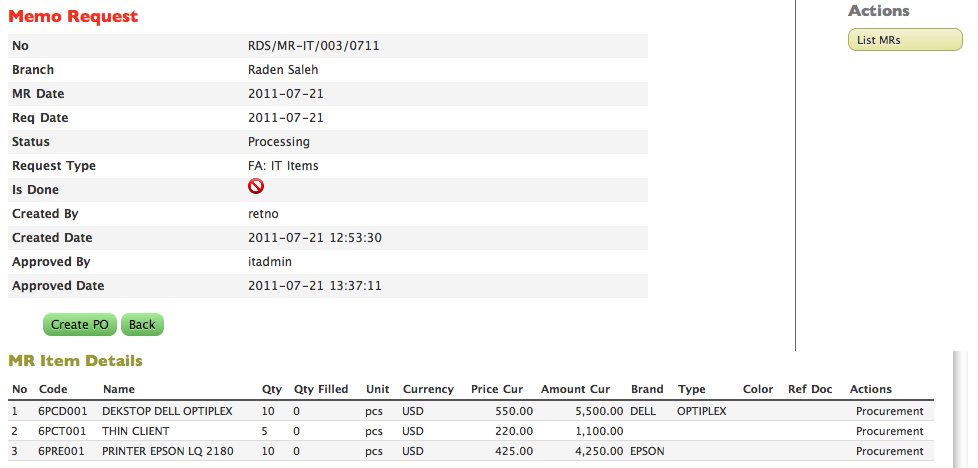 Memo Request
Actions
List MRs
No RDS/MR-IT/003/0711
Branch Raden Saleh
MR Date 2011-07-21
Req Date 2011-07-21
Status Processing
Request Type FA: IT Items
Is Done
Created By retno
Created Date 2011-07-21 12:53:30
Approved By itadmin
Approved Date 2011-07-21 13:37:11
Create PO Back
MR Item Details
No Code Name Qty Qty Filled Unit Currency Price Cur Amount Cur Brand Type Color Ref Doc Actions
1 6PCD001 DEKSTOP DELL OPTIPLEX 10 0 pcs USD 550.00 5,500.00 DELL OPTIPLEX Procurement
2 6PCT001 THIN CLIENT 5 0 pcs USD 220.00 1,100.00 Procurement
3 6PRE001 PRINTER EPSON LQ 2180 10 0 pcs USD 425.00 4,250.00 EPSON Procurement